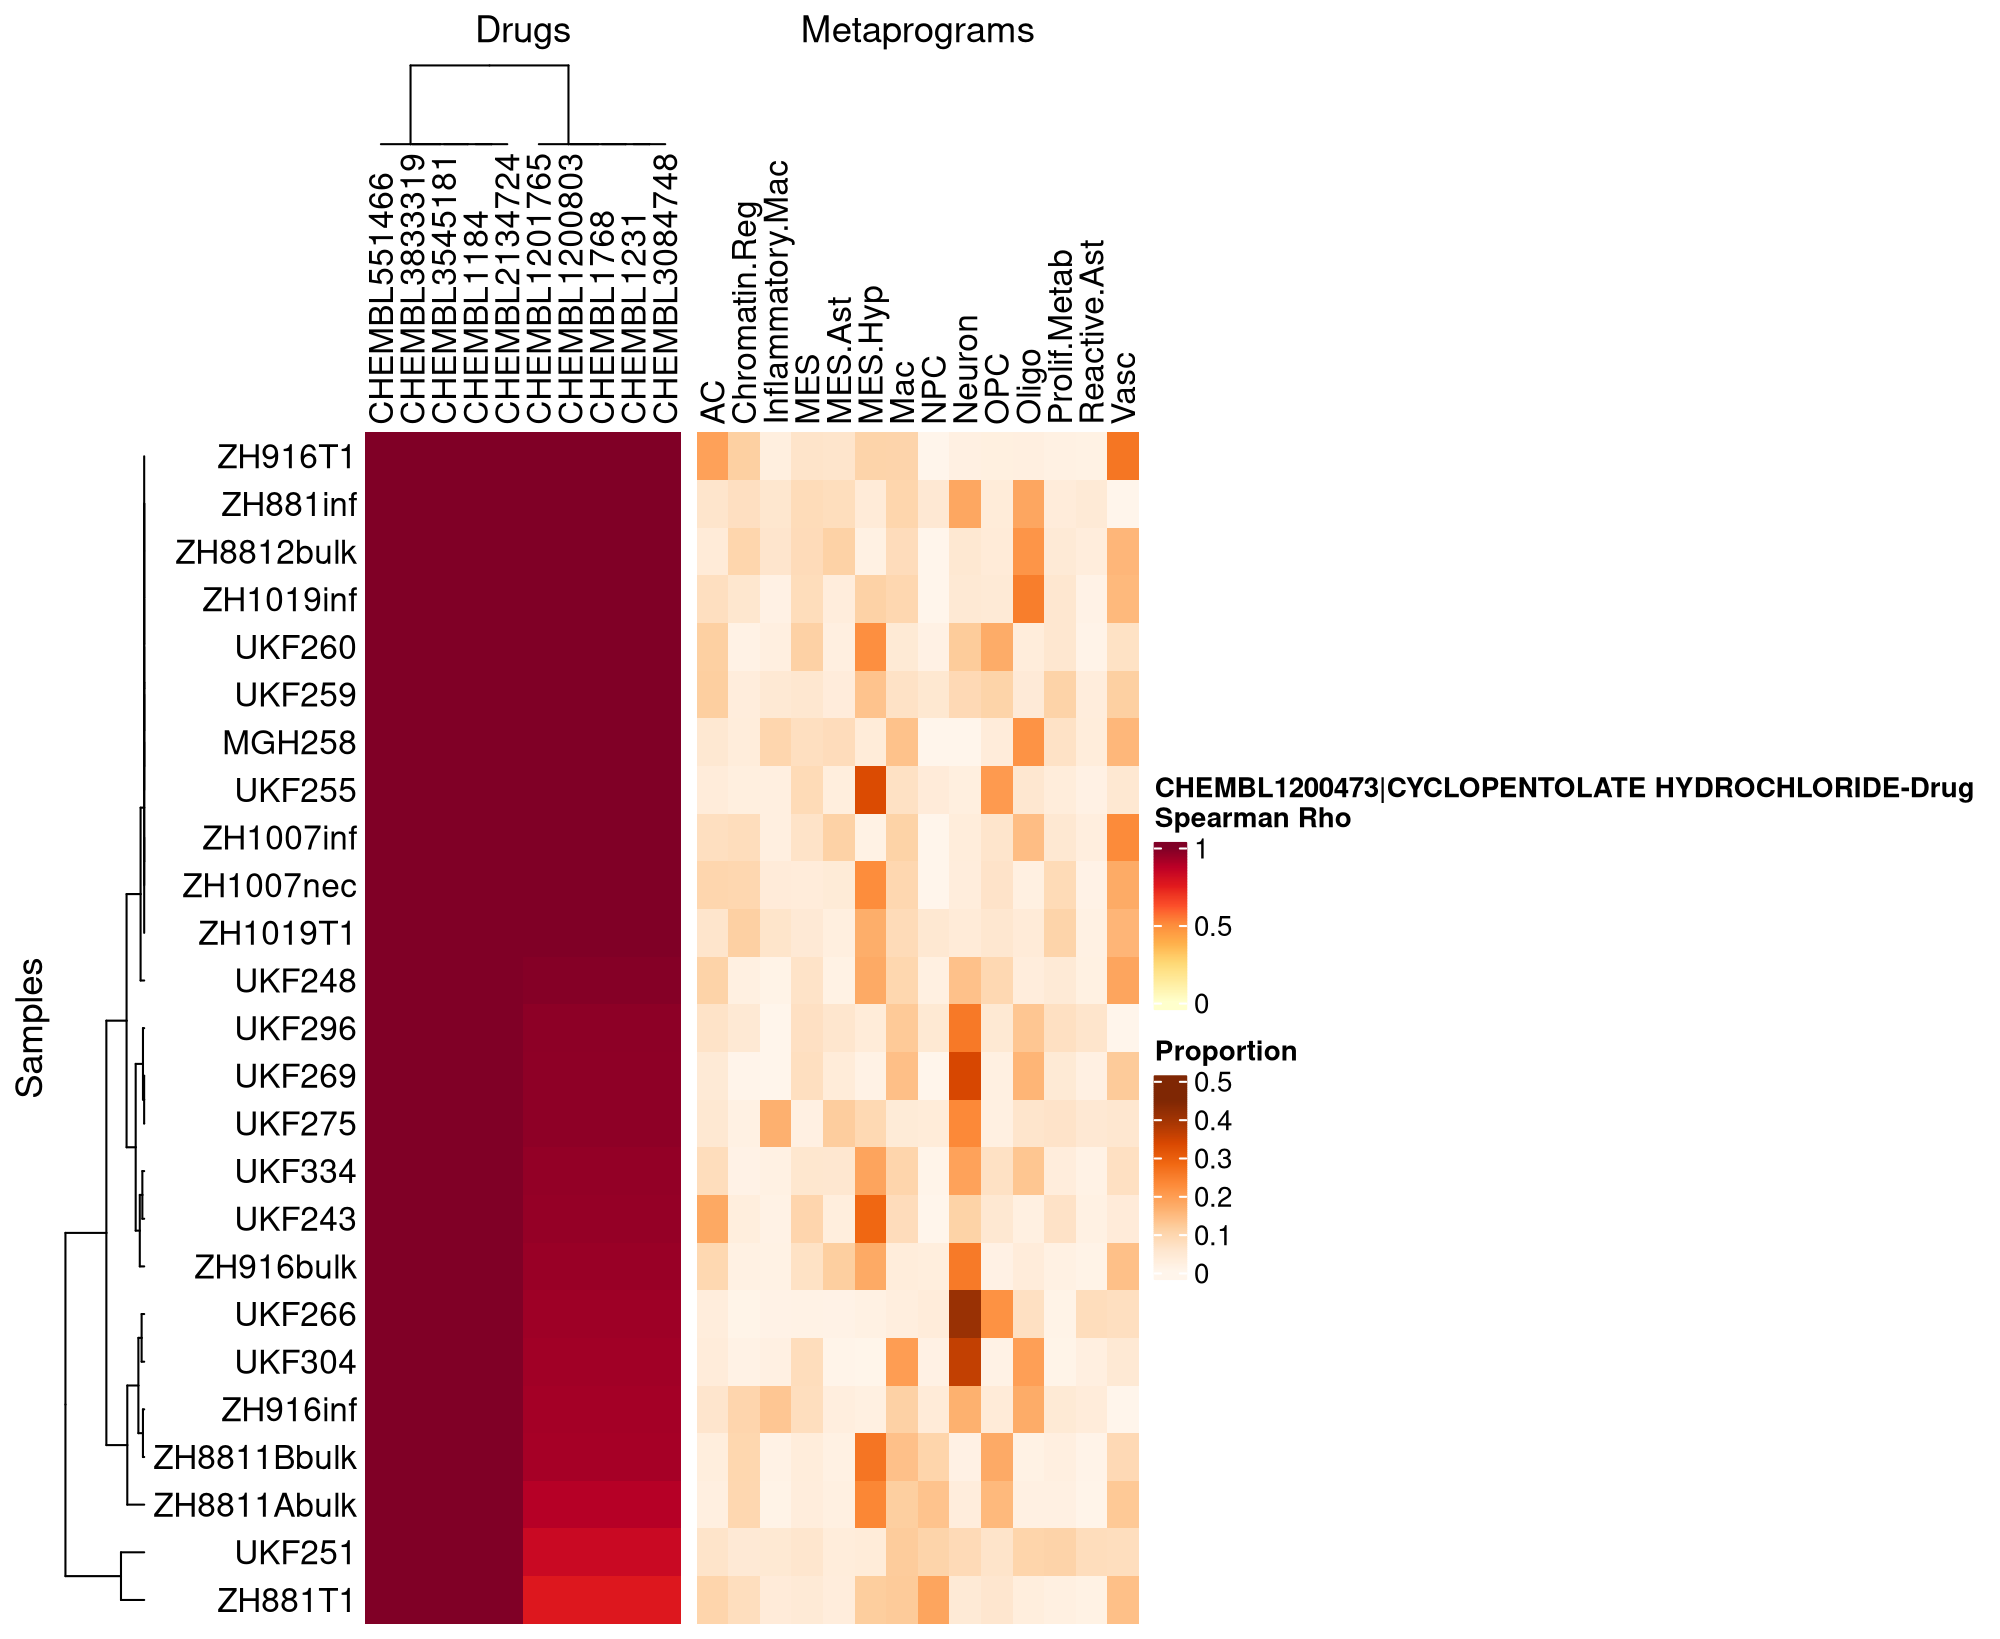 Drugs
Metaprograms
CHEMBL551466
CHEMBL3833319
CHEMBL3545181
CHEMBL1184
CHEMBL2134724
CHEMBL1201765
CHEMBL1200803
CHEMBL1768
CHEMBL1231
CHEMBL3084748
AC
Chromatin.Reg
Inflammatory.Mac
MES
MES.Ast
MES.Hyp
Mac
NPC
Neuron
OPC
Oligo
Prolif.Metab
Reactive.Ast
Vasc
Samples
ZH916T1
ZH881inf
ZH8812bulk
ZH1019inf
UKF260
UKF259
MGH258
UKF255
ZH1007inf
ZH1007nec
ZH1019T1
UKF248
UKF296
UKF269
UKF275
UKF334
UKF243
ZH916bulk
UKF266
UKF304
ZH916inf
ZH8811Bbulk
ZH8811Abulk
UKF251
ZH881T1
CHEMBL1200473|CYCLOPENTOLATE HYDROCHLORIDE-Drug
Spearman Rho
1
0.5
0
Proportion
0.5
0.4
0.3
0.2
0.1
0